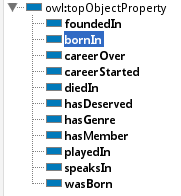 owl:topObjectProperty
foundedIn
bornIn
careerOver
careerStarted
diedIn
hasDeserved
hasGenre
hasMember
playedIn
speaksIn
wasBorn